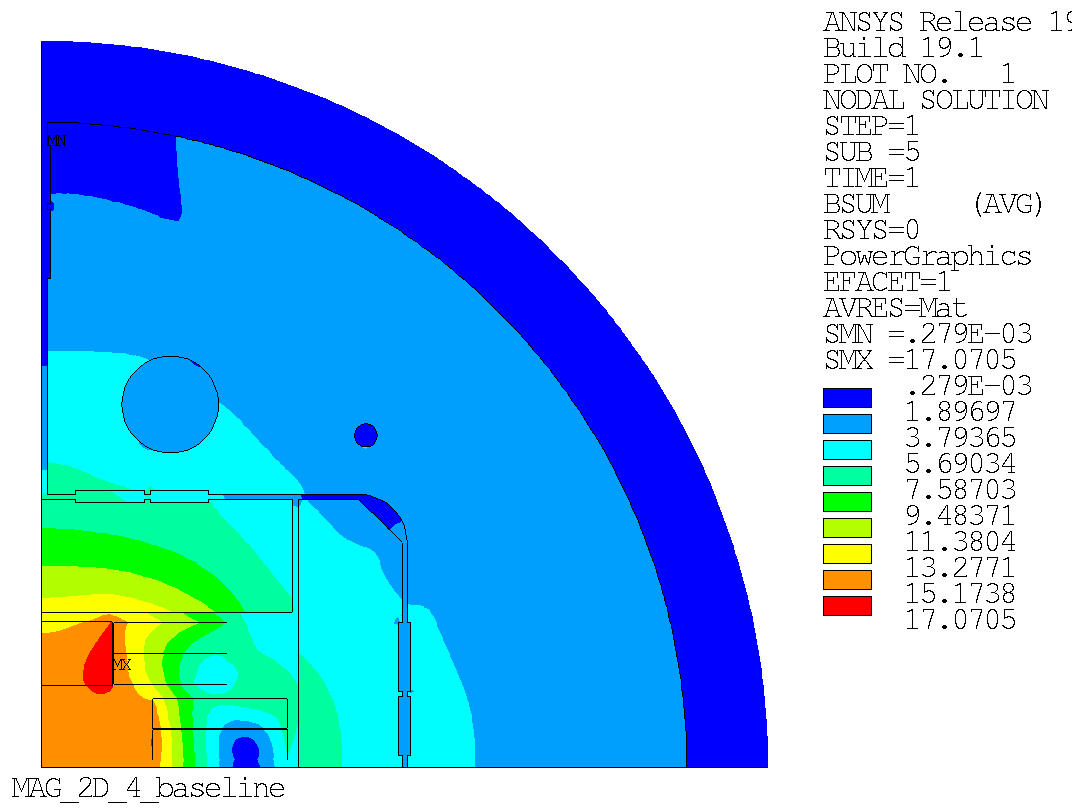 ANSYS Release 19
Build 19.1
PLOT NO.   1
NODAL SOLUTION
STEP=1
SUB =5
TIME=1
BSUM     (AVG)
RSYS=0
PowerGraphics
EFACET=1
AVRES=Mat
SMN =.279E-03
SMX =17.0705
.279E-03
1.89697
3.79365
5.69034
7.58703
9.48371
11.3804
13.2771
15.1738
17.0705
MN
MX
MAG_2D_4_baseline